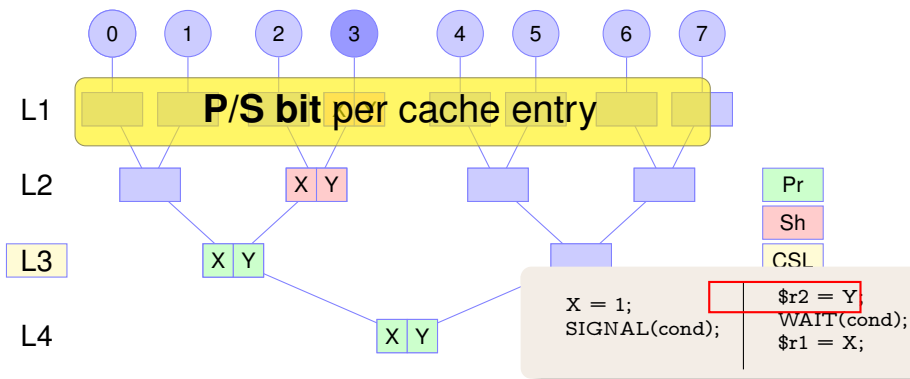 0 1 2 3 4 5 6 7
L1
P/S bit per cache entry
X Y
L2
X Y
Pr
Sh
L3
X Y
CSL
L4
X Y
X = 1;
SIGNAL(cond);
$r2 = Y;
WAIT(cond);
$r1 = X;